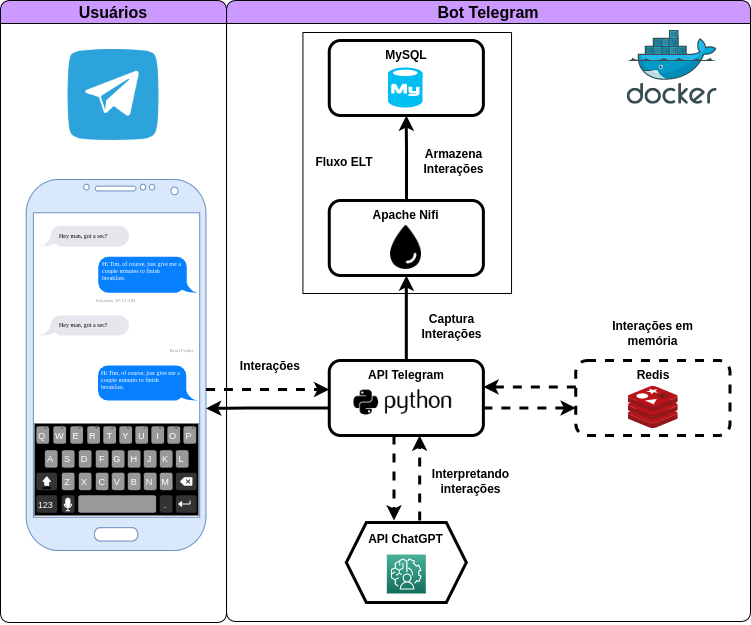 Usuários
Bot Telegram
MySQL
My
docker
Fluxo ELT
Armazena
Interações
Apache Nifi
Hey man, got a sec?
Hi Tim, of course, just give me a
couple minutes to finish
breakfast.
Saturday 10:12 AM
Hey man, got a sec?
Read Friday
Hi Tim, of course, just give me a
couple minutes to finish
breakfast.
Captura
Interações
Interações em
memória
Interações
API Telegram
python
Redis
Q W E R T Y U I O P
A S D F G H J K L
Z X C V B N M
123 .
Interpretando
interações
API ChatGPT